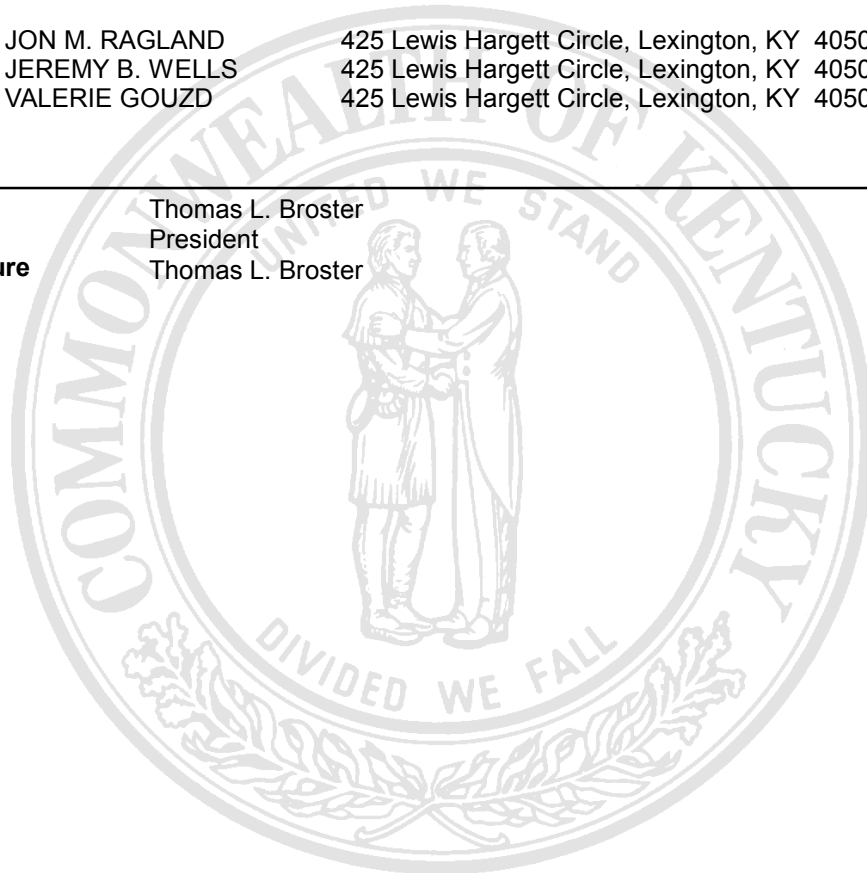 JON M. RAGLAND 425 Lewis Hargett Circle, Lexington, KY 4050
JEREMY B. WELLS 425 Lewis Hargett Circle, Lexington, KY 4050
VALERIE GOUZD 425 Lewis Hargett Circle, Lexington, KY 4050
Thomas L. Broster
President
ure Thomas L. Broster
COMMONWEALTH OF KENTUCKY
UNITED WE STAND
DIVIDED WE FALL